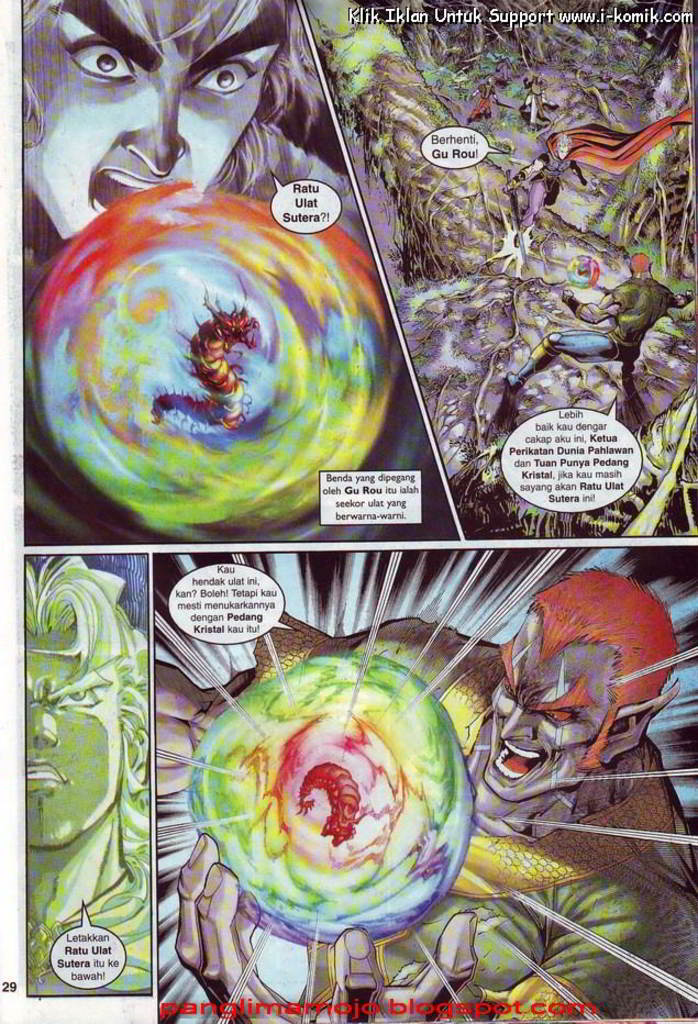 Klik Iklan Untuk Support www.i-komik.com
Ratu
Ulat
Sutera?!
Benda yang dipegang
oleh Gu Rou itu ialah
seekor ulat yang
berwarna-warni.
Berhenti,
Gu Rou!
Lebih
baik kau dengar
cakap aku ini, Ketua
Perikatan Dunia Pahlawan
dan Tuan Punya Pedang
Kristal, jika kau masih
sayang akan Ratu Ulat
Sutera ini!
Letakkan
Ratu Ulat
Sutera itu ke
bawah!
Kau
hendak ulat ini,
kan? Boleh! Tetapi kau
mesti menukarkannya
dengan Pedang
Kristal kau itu!
29
panglimamojo.blogspot.com